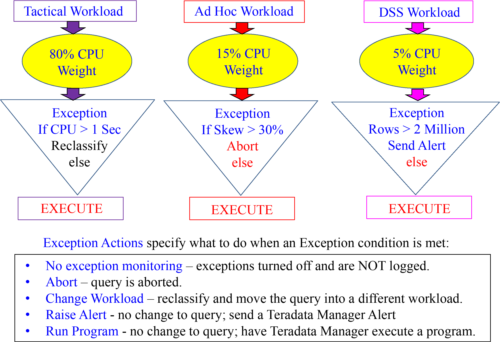 Tactical Workload
80% CPU
Weight
Exception
If CPU > 1 Sec
Reclassify
else
EXECUTE
Ad Hoc Workload
15% CPU
Weight
Exception
If Skew > 30%
Abort
else
EXECUTE
DSS Workload
5% CPU
Weight
Exception
Rows > 2 Million
Send Alert
else
EXECUTE
Exception Actions specify what to do when an Exception condition is met:
• No exception monitoring – exceptions turned off and are NOT logged.
• Abort – query is aborted.
• Change Workload – reclassify and move the query into a different workload.
• Raise Alert - no change to query; send a Teradata Manager Alert
• Run Program - no change to query; have Teradata Manager execute a program.